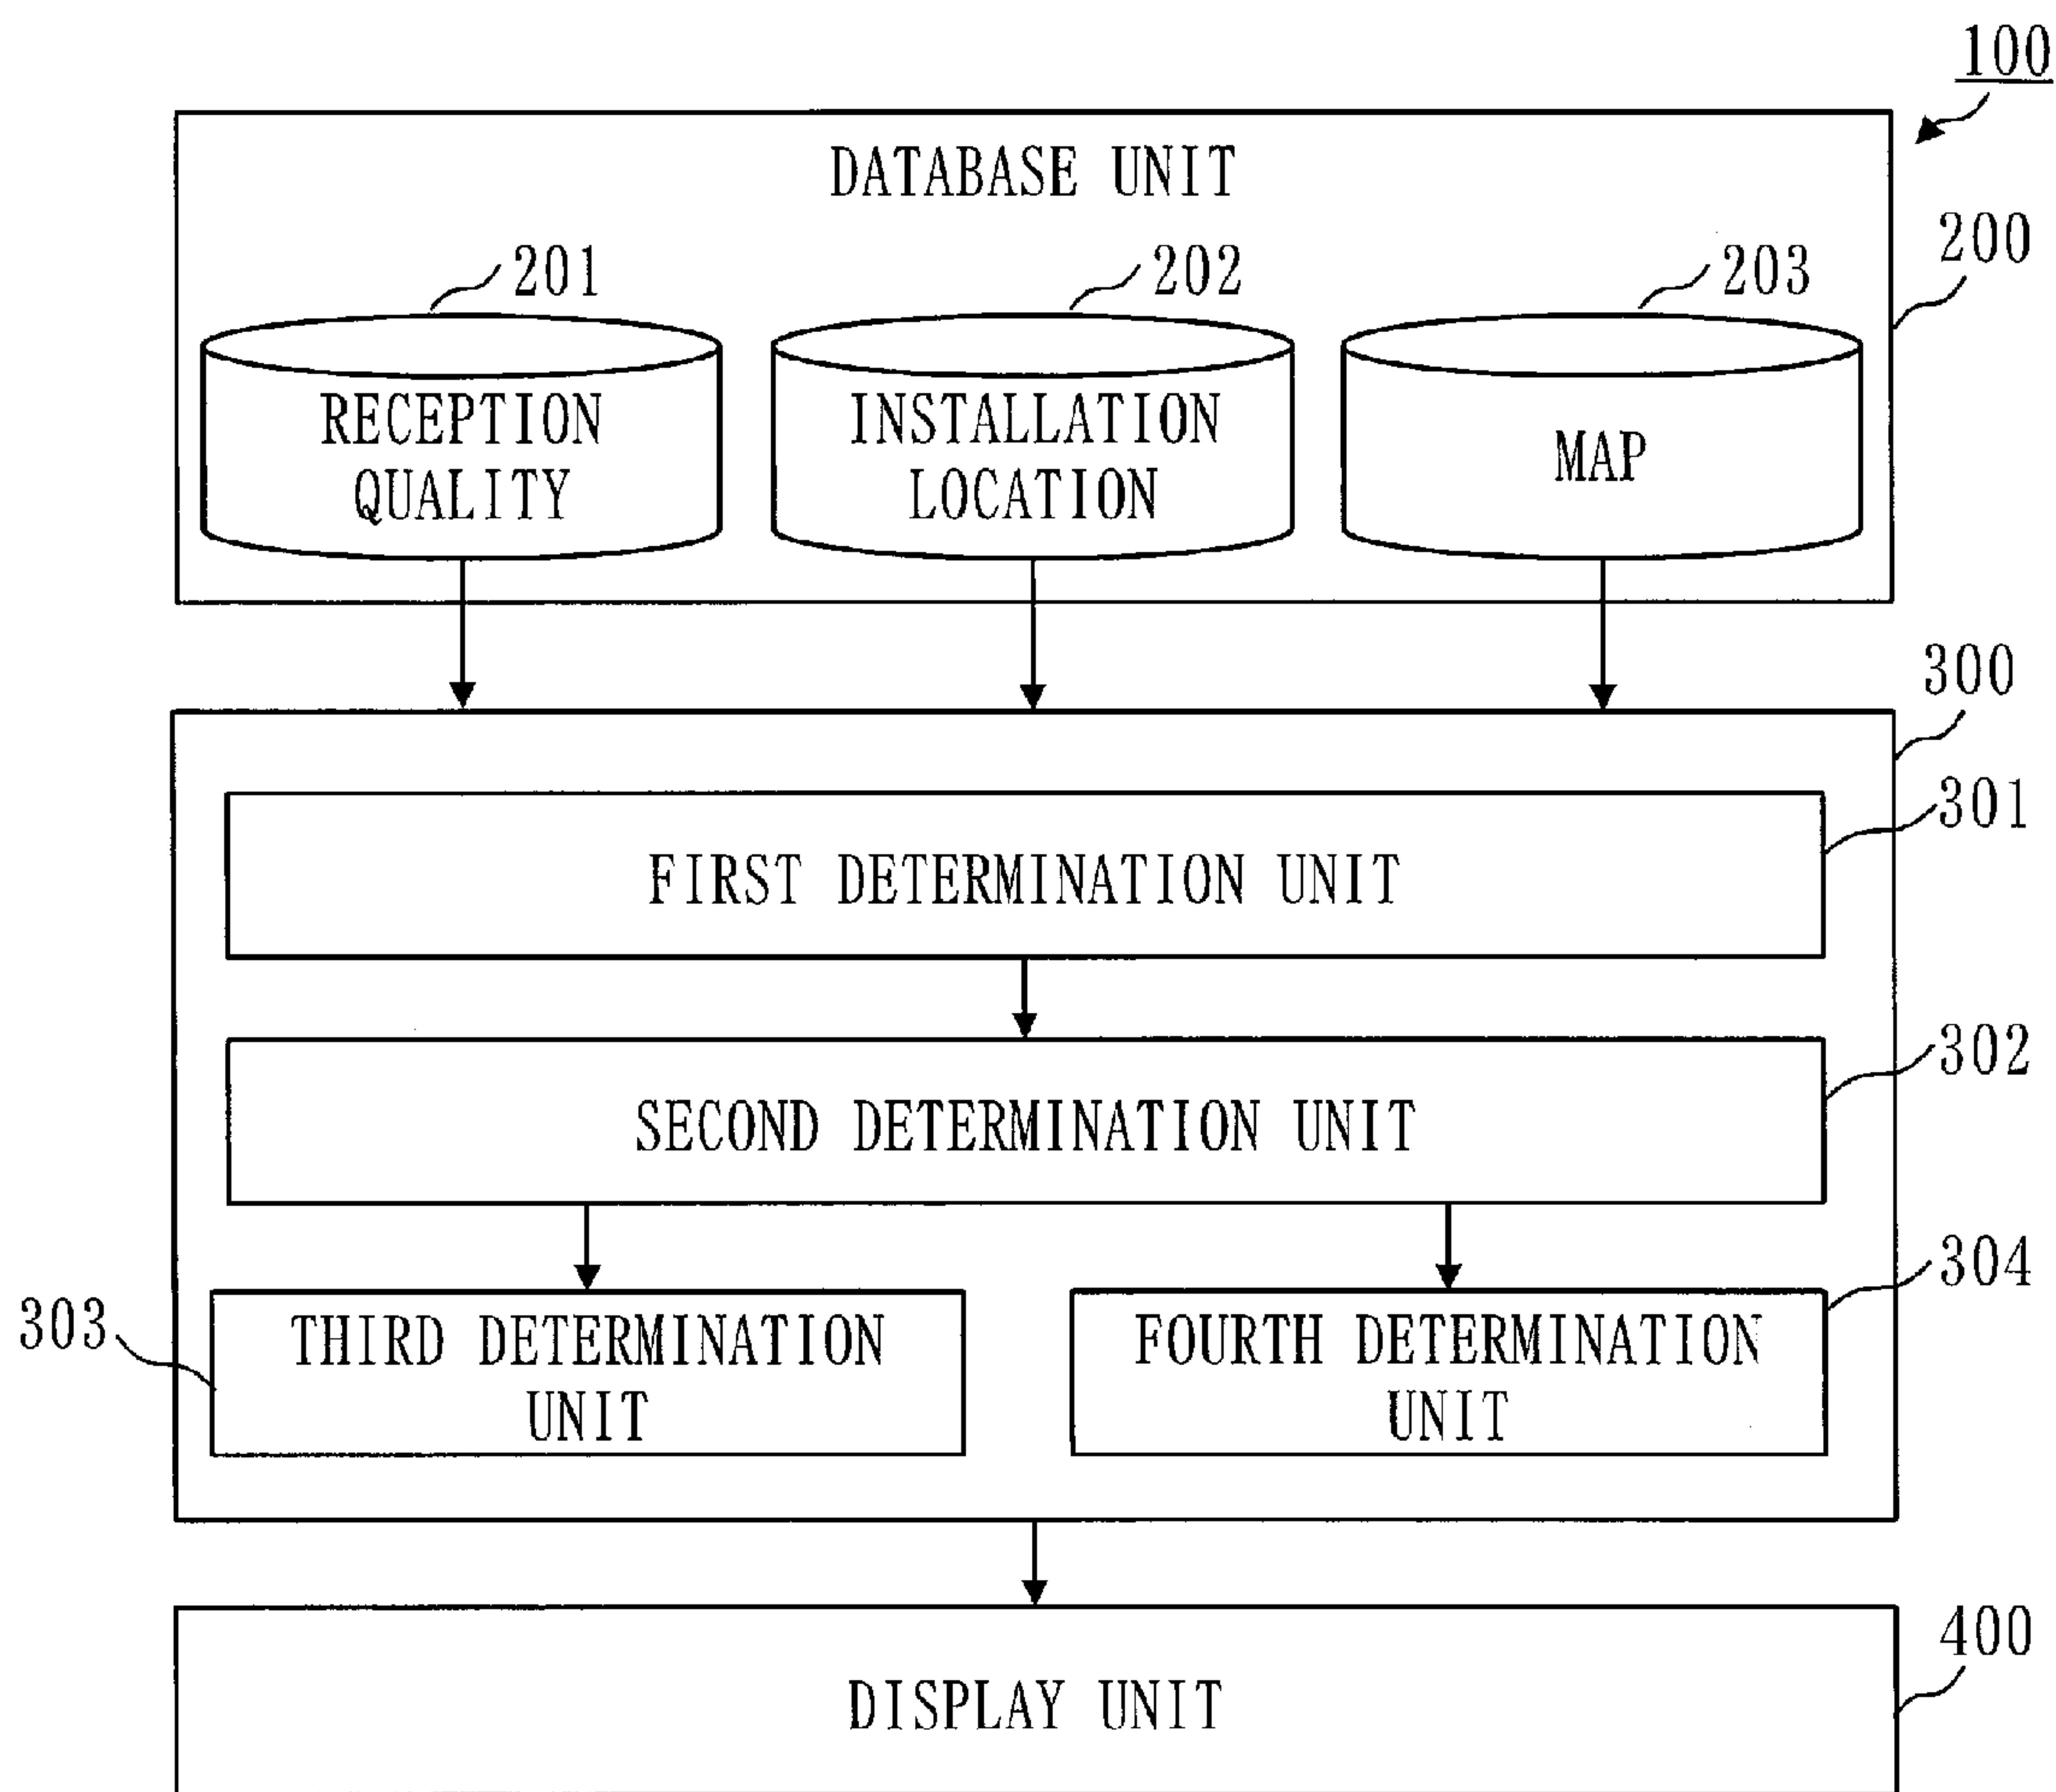 100
DATABASE UNIT
200
201
202
203
RECEPTION
QUALITY
INSTALLATION
LOCATION
MAP
300
301
FIRST DETERMINATION UNIT
302
SECOND DETERMINATION UNIT
304
303
THIRD DETERMINATION
UNIT
FOURTH DETERMINATION
UNIT
400
DISPLAY UNIT